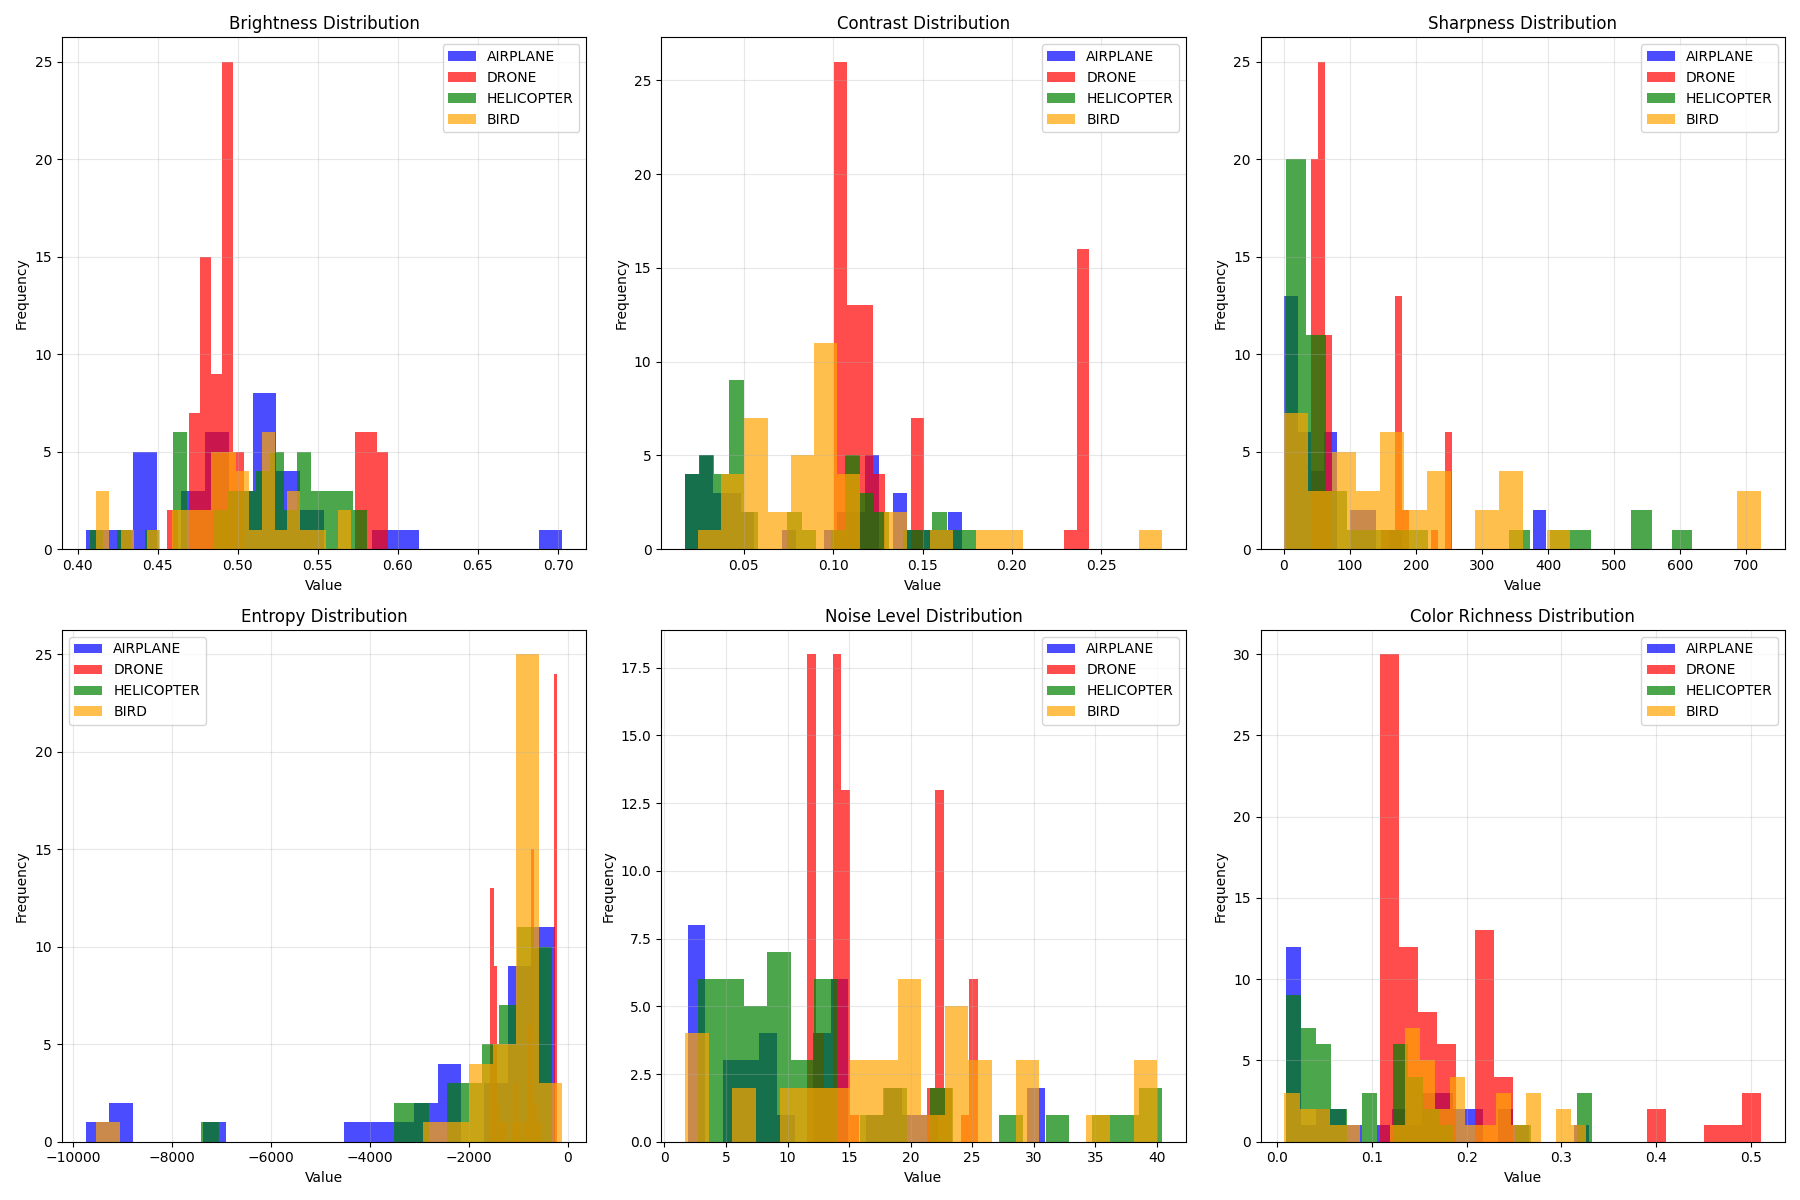 Brightness Distribution
Frequency
25
20
15
10
5
0
0.40
0.45
0.50
0.55
0.60
0.65
0.70
Value
AIRPLANE
DRONE
HELICOPTER
BIRD
Contrast Distribution
Frequency
25
20
15
10
5
0
0.05
0.10
0.15
0.20
0.25
Value
AIRPLANE
DRONE
HELICOPTER
BIRD
Sharpness Distribution
Frequency
25
20
15
10
5
0
0
100
200
300
400
500
600
700
Value
AIRPLANE
DRONE
HELICOPTER
BIRD
Entropy Distribution
Frequency
25
20
15
10
5
0
−10000
−8000
−6000
−4000
−2000
0
Value
AIRPLANE
DRONE
HELICOPTER
BIRD
Noise Level Distribution
Frequency
17.5
15.0
12.5
10.0
7.5
5.0
2.5
0.0
0
5
10
15
20
25
30
35
40
Value
AIRPLANE
DRONE
HELICOPTER
BIRD
Color Richness Distribution
Frequency
30
25
20
15
10
5
0
0.0
0.1
0.2
0.3
0.4
0.5
Value
AIRPLANE
DRONE
HELICOPTER
BIRD